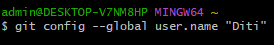 admin@DESKTOP-V7NM8HP MINGW64 ~
$ git config --global user.name "Diti"